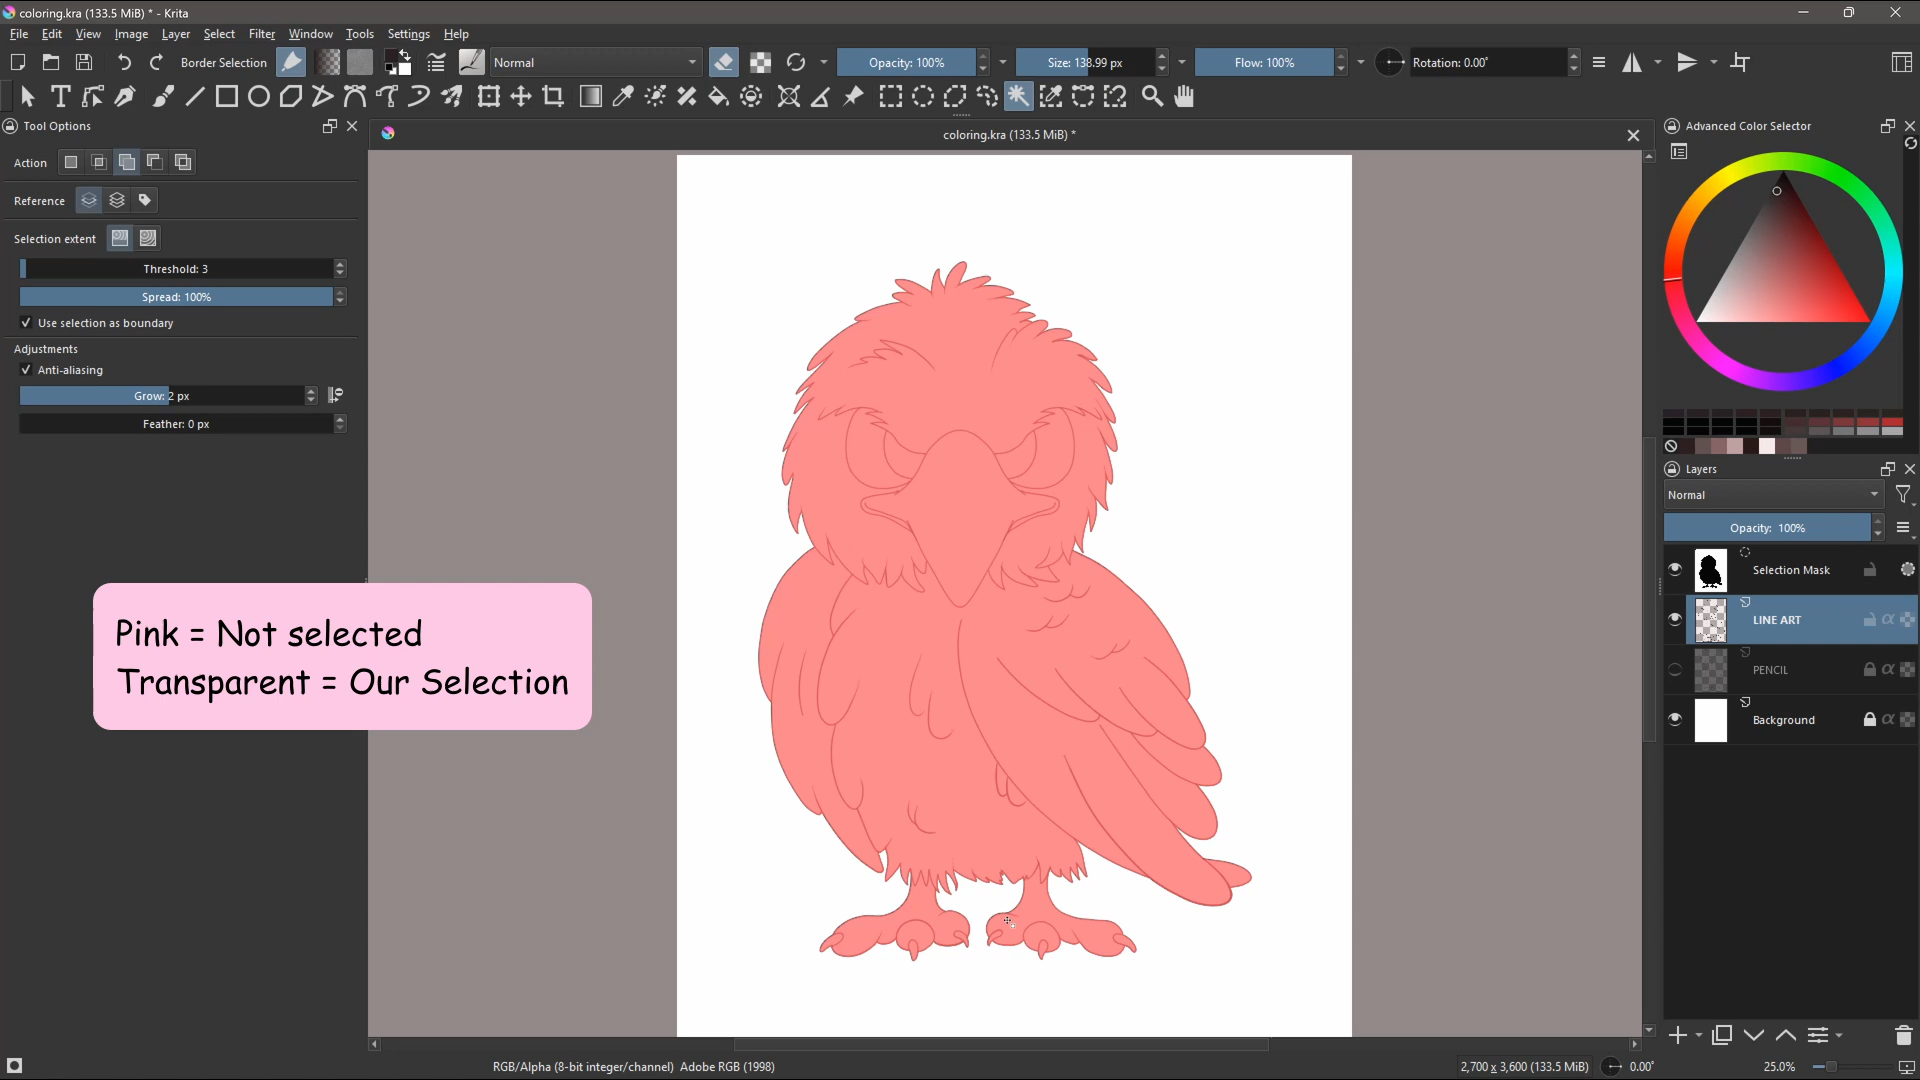 coloring.kra (133.5 MiB) * - Krita
File Edit View Image Layer Select Filter Window Tools Settings Help
Border Selection Normal Opacity: 100% Size: 138.99 px Flow: 100% Rotation: 0.00°
Tool Options
coloring.kra (133.5 MiB) *
Advanced Color Selector
Action
Reference
Selection extent
Threshold: 3
Spread: 100%
Use selection as boundary
Adjustments
Anti-aliasing
Grow: 2 px
Feather: 0 px
Pink = Not selected
Transparent = Our Selection
Layers
Normal
Opacity: 100%
Selection Mask
LINE ART
PENCIL
Background
RGB/Alpha (8-bit integer/channel) Adobe RGB (1998)
2,700 x 3,600 (133.5 MiB)
0.00°
25.0%